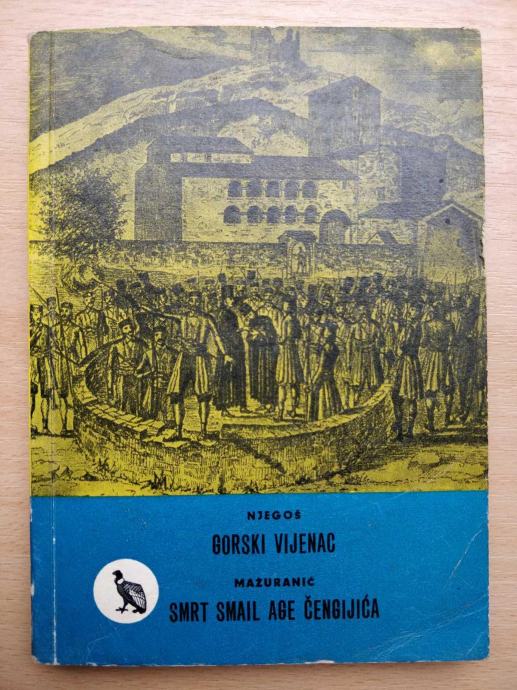 NJEGOŠ
GORSKI VIJENAC
MAŽURANIĆ
SMRT SMAIL AGE ČENGIJIĆA